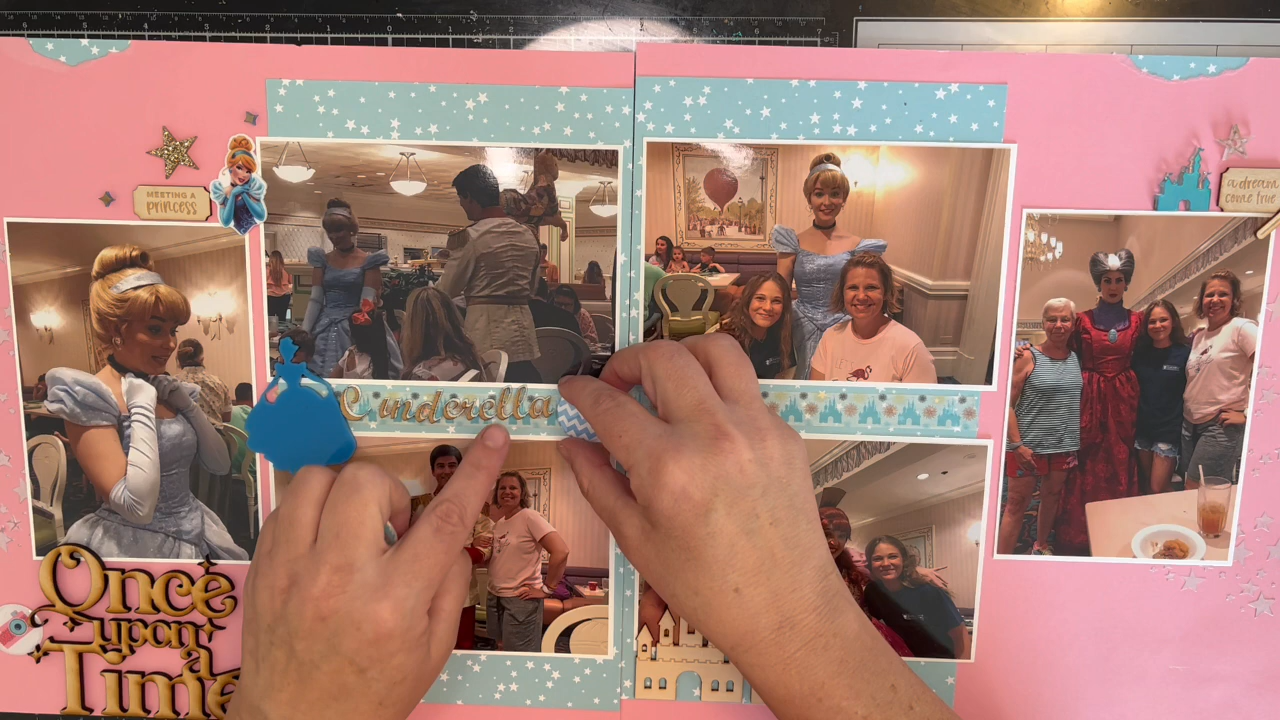 MEETING A
princess
a dream
come true
Cinderella
Once
upon
a
Time